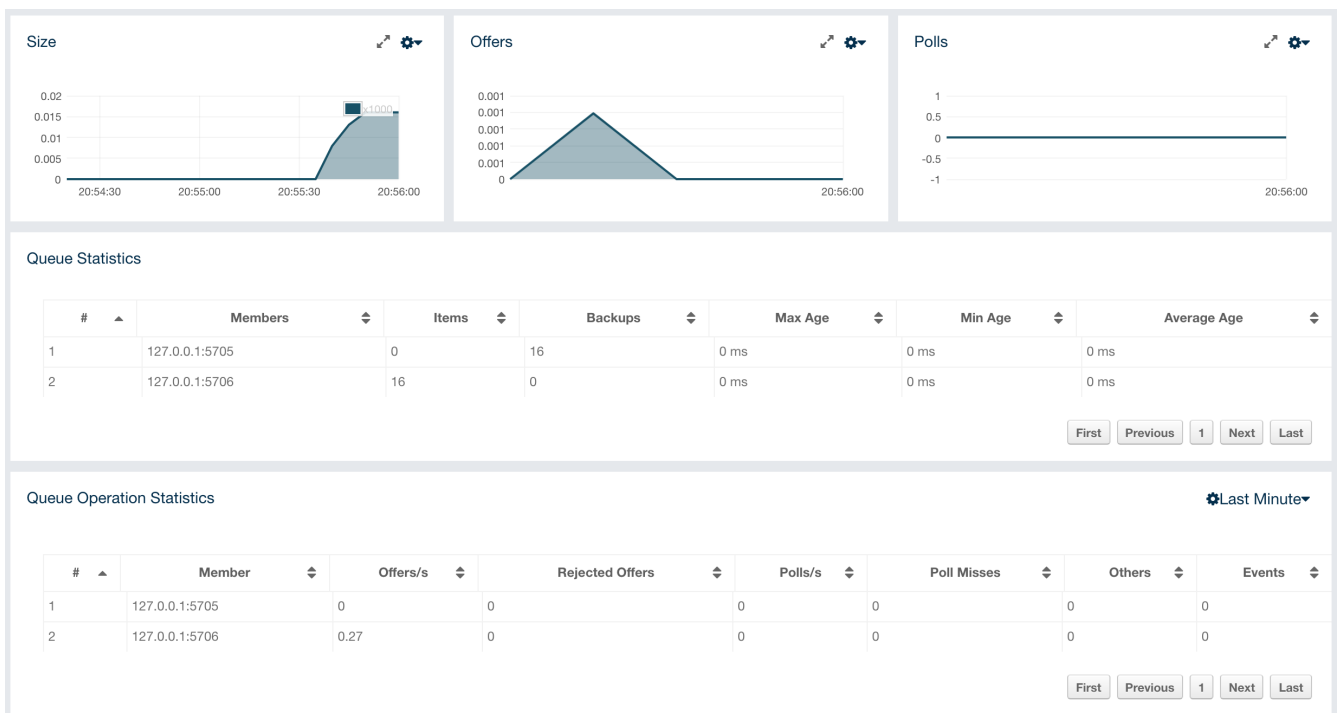 Size
0.02
0.015
0.01
0.005
0
x1000
20:54:30 20:55:00 20:55:30 20:56:00
Offers
0.001
0.001
0.001
0.001
0.001
0
20:56:00
Polls
1
0.5
0
-0.5
-1
20:56:00
Queue Statistics
# Members Items Backups Max Age Min Age Average Age
1 127.0.0.1:5705 0 16 0 ms 0 ms 0 ms
2 127.0.0.1:5706 16 0 0 ms 0 ms 0 ms
First Previous 1 Next Last
Queue Operation Statistics
Last Minute
# Member Offers/s Rejected Offers Polls/s Poll Misses Others Events
1 127.0.0.1:5705 0 0 0 0 0 0
2 127.0.0.1:5706 0.27 0 0 0 0 0
First Previous 1 Next Last